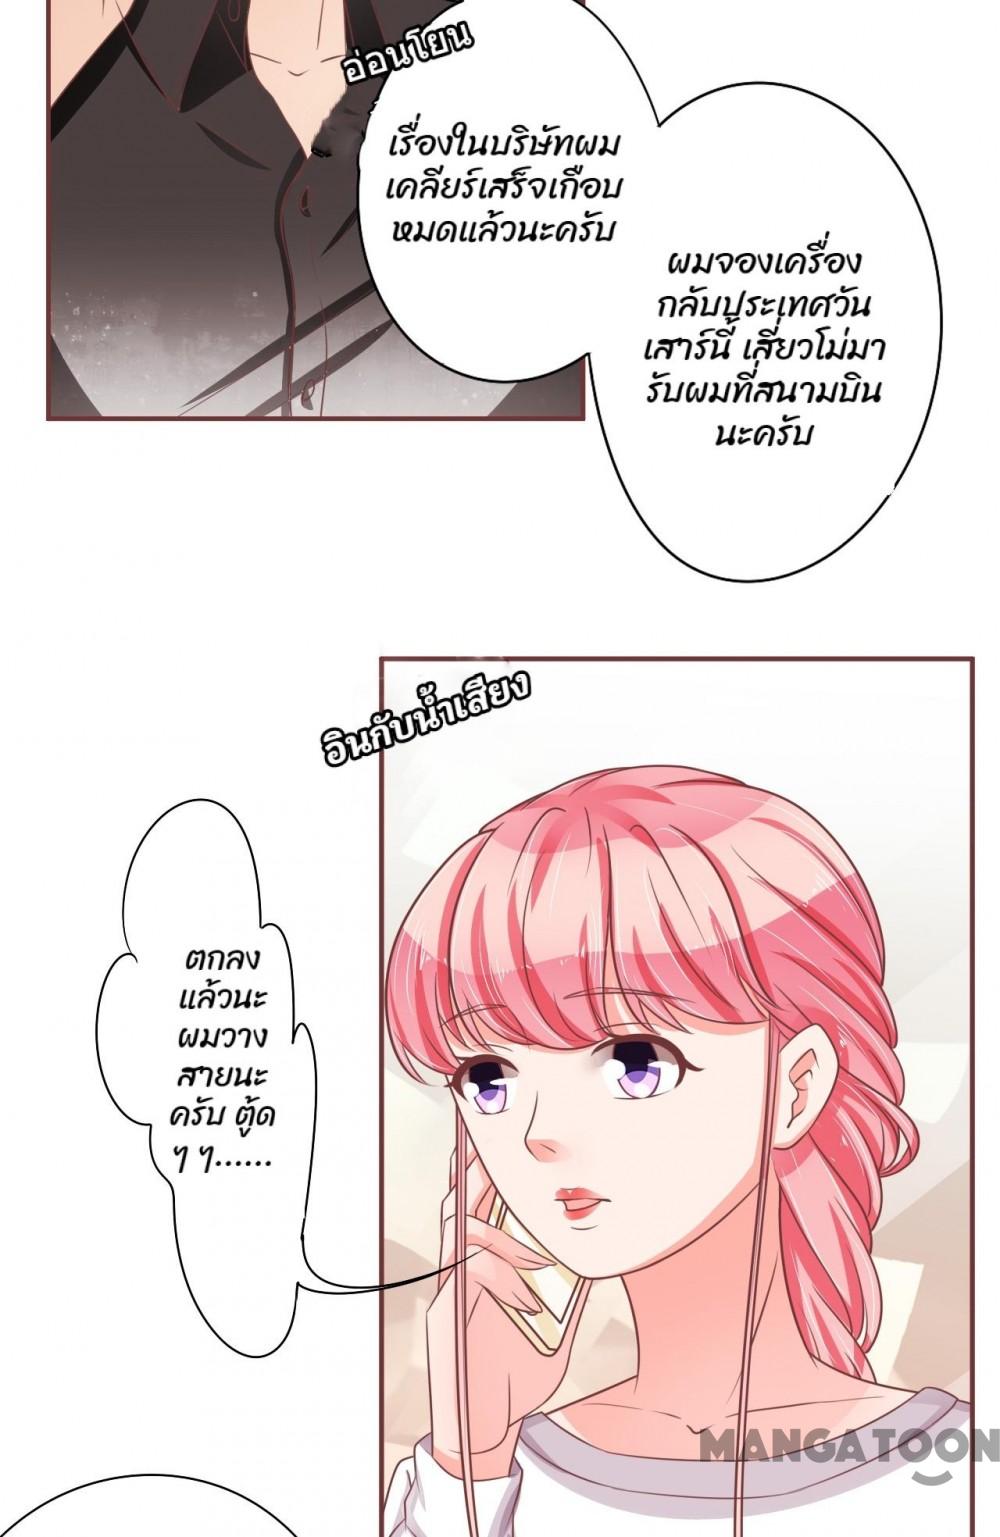 อ่อนโยน
เรื่องในบริษัทผม
เคลียร์เสร็จเกือบ
หมดแล้วนะครับ
ผมจองเครื่อง
กลับประเทศวัน
เสาร์นี้ เสี่ยวโม่มา
รับผมที่สนามบิน
นะครับ
อินกับน้ำเสียง
ตกลง
แล้วนะ
ผมวาง
สายนะ
ครับ ตู้ด
ๆ ๆ......
MANGATOON